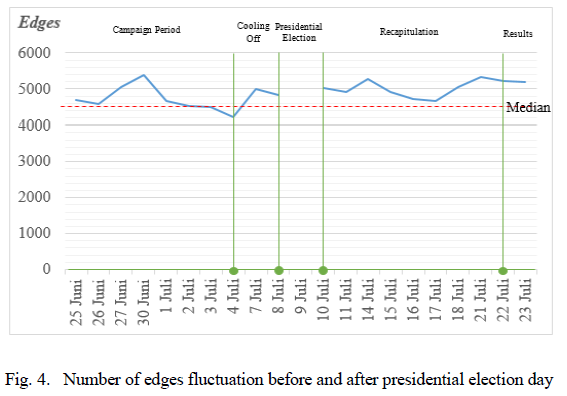 Edges
Campaign Period
Cooling Off
Presidential Election
Recapitulation
Results
6000
5000
4000
3000
2000
1000
0
Median
25 Juni
26 Juni
27 Juni
30 Juni
1 Juli
2 Juli
3 Juli
4 Juli
7 Juli
8 Juli
9 Juli
10 Juli
11 Juli
14 Juli
15 Juli
16 Juli
17 Juli
18 Juli
21 Juli
22 Juli
23 Juli
Fig. 4. Number of edges fluctuation before and after presidential election day